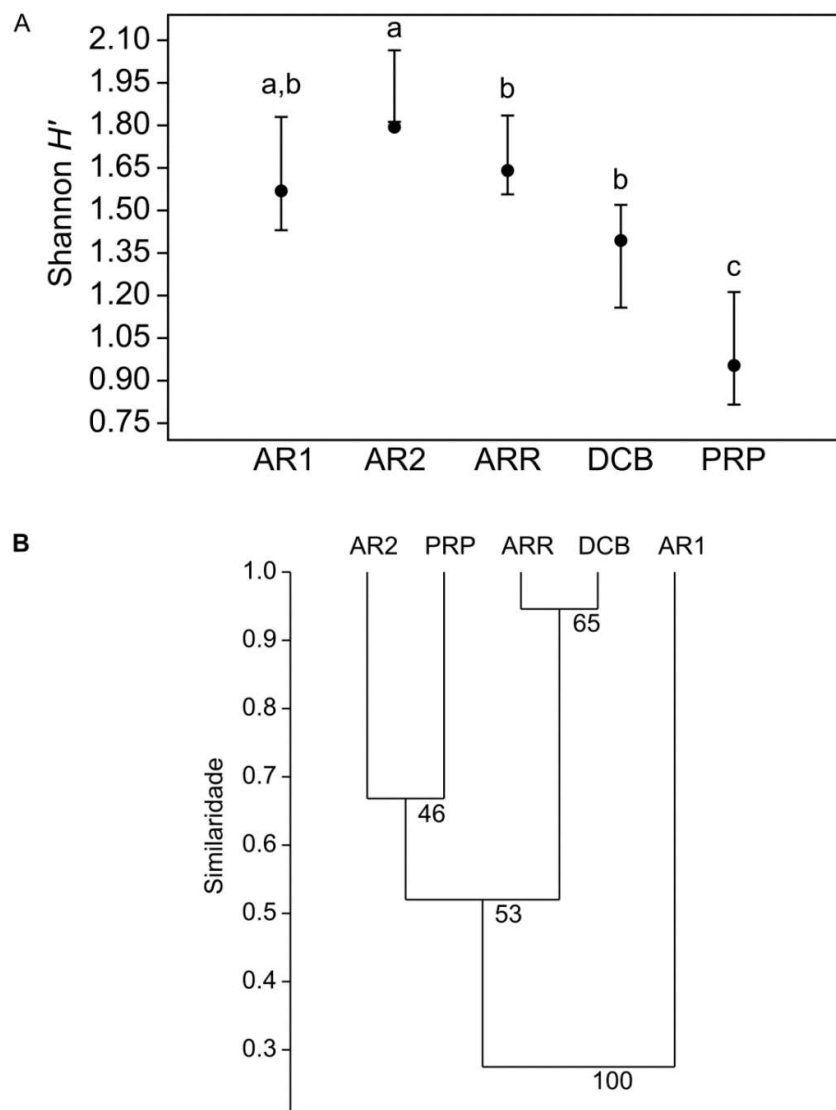 A
2.10
1.95
1.80
1.65
1.50
1.35
1.20
1.05
0.90
0.75
Shannon H'
a,b
a
b
b
c
AR1 AR2 ARR DCB PRP
B
AR2 PRP ARR DCB AR1
1.0
0.9
0.8
0.7
0.6
0.5
0.4
0.3
Similaridade
65
46
53
100